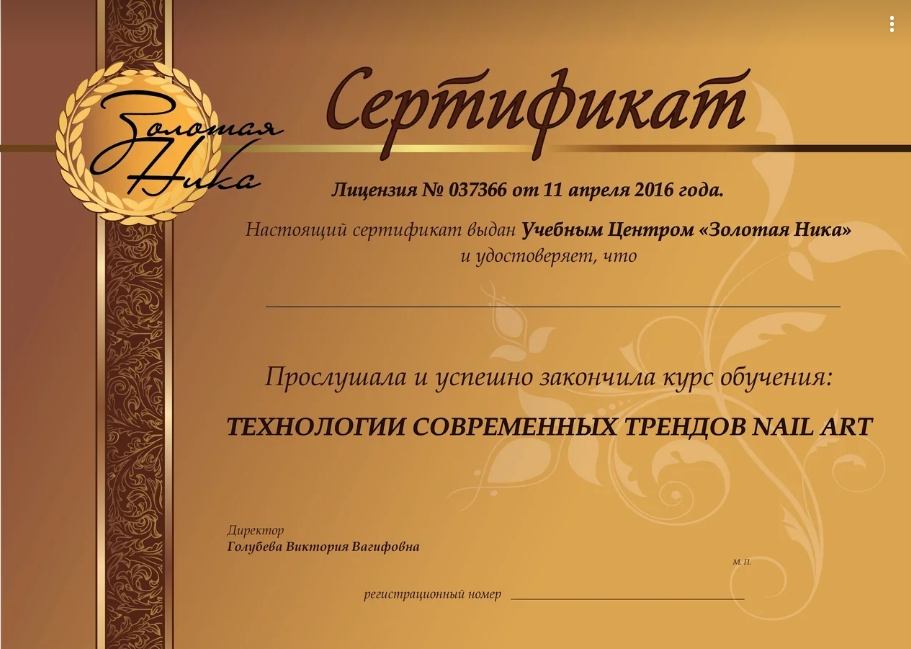 Золотая
Ника
Сертификат
Лицензия № 037366 от 11 апреля 2016 года.
Настоящий сертификат выдан Учебным Центром «Золотая Ника»
и удостоверяет, что
Прослушала и успешно закончила курс обучения:
ТЕХНОЛОГИИ СОВРЕМЕННЫХ ТРЕНДОВ NAIL ART
Директор
Голубева Виктория Вагифовна
М. П.
регистрационный номер